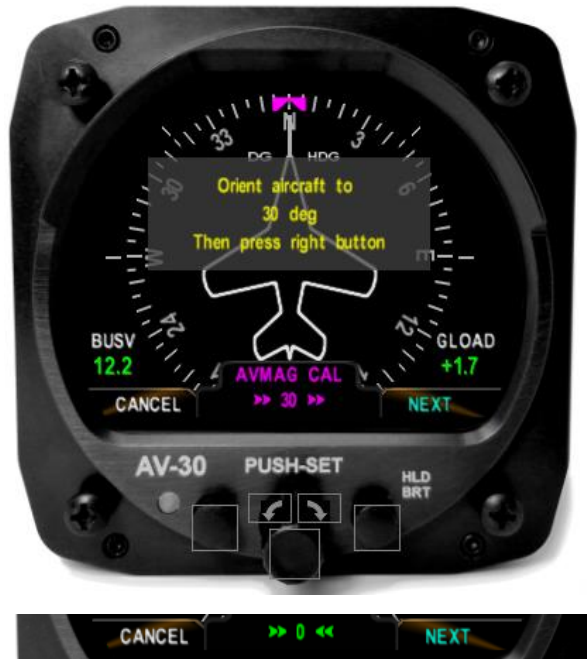 N
33
3
DG HDG
30
6
Orient aircraft to
30 deg
Then press right button
W
E
24
12
BUSV
12.2
GLOAD
+1.7
AVMAG CAL
>> 30 >>
CANCEL
NEXT
AV-30
PUSH-SET
HLD
BRT
CANCEL
>> 0 <<
NEXT